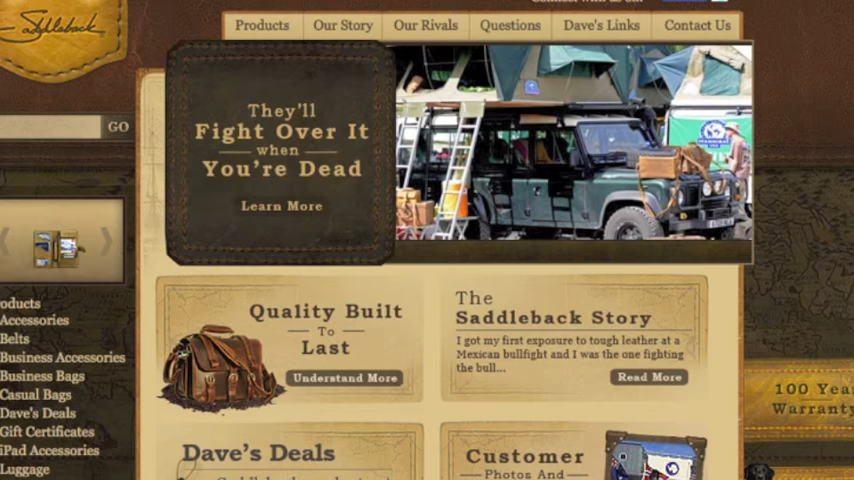 Saddleback
Products
Our Story
Our Rivals
Questions
Dave's Links
Contact Us
GO
They'll
Fight Over It
when
You're Dead
Learn More
oducts
Accessories
Belts
Business Accessories
Business Bags
Casual Bags
Dave's Deals
Gift Certificates
iPad Accessories
Luggage
Quality Built
To
Last
Understand More
The
Saddleback Story
I got my first exposure to tough leather at a
Mexican bullfight and I was the one fighting
the bull...
Read More
100 Year
Warranty
Dave's Deals
Customer
Photos And